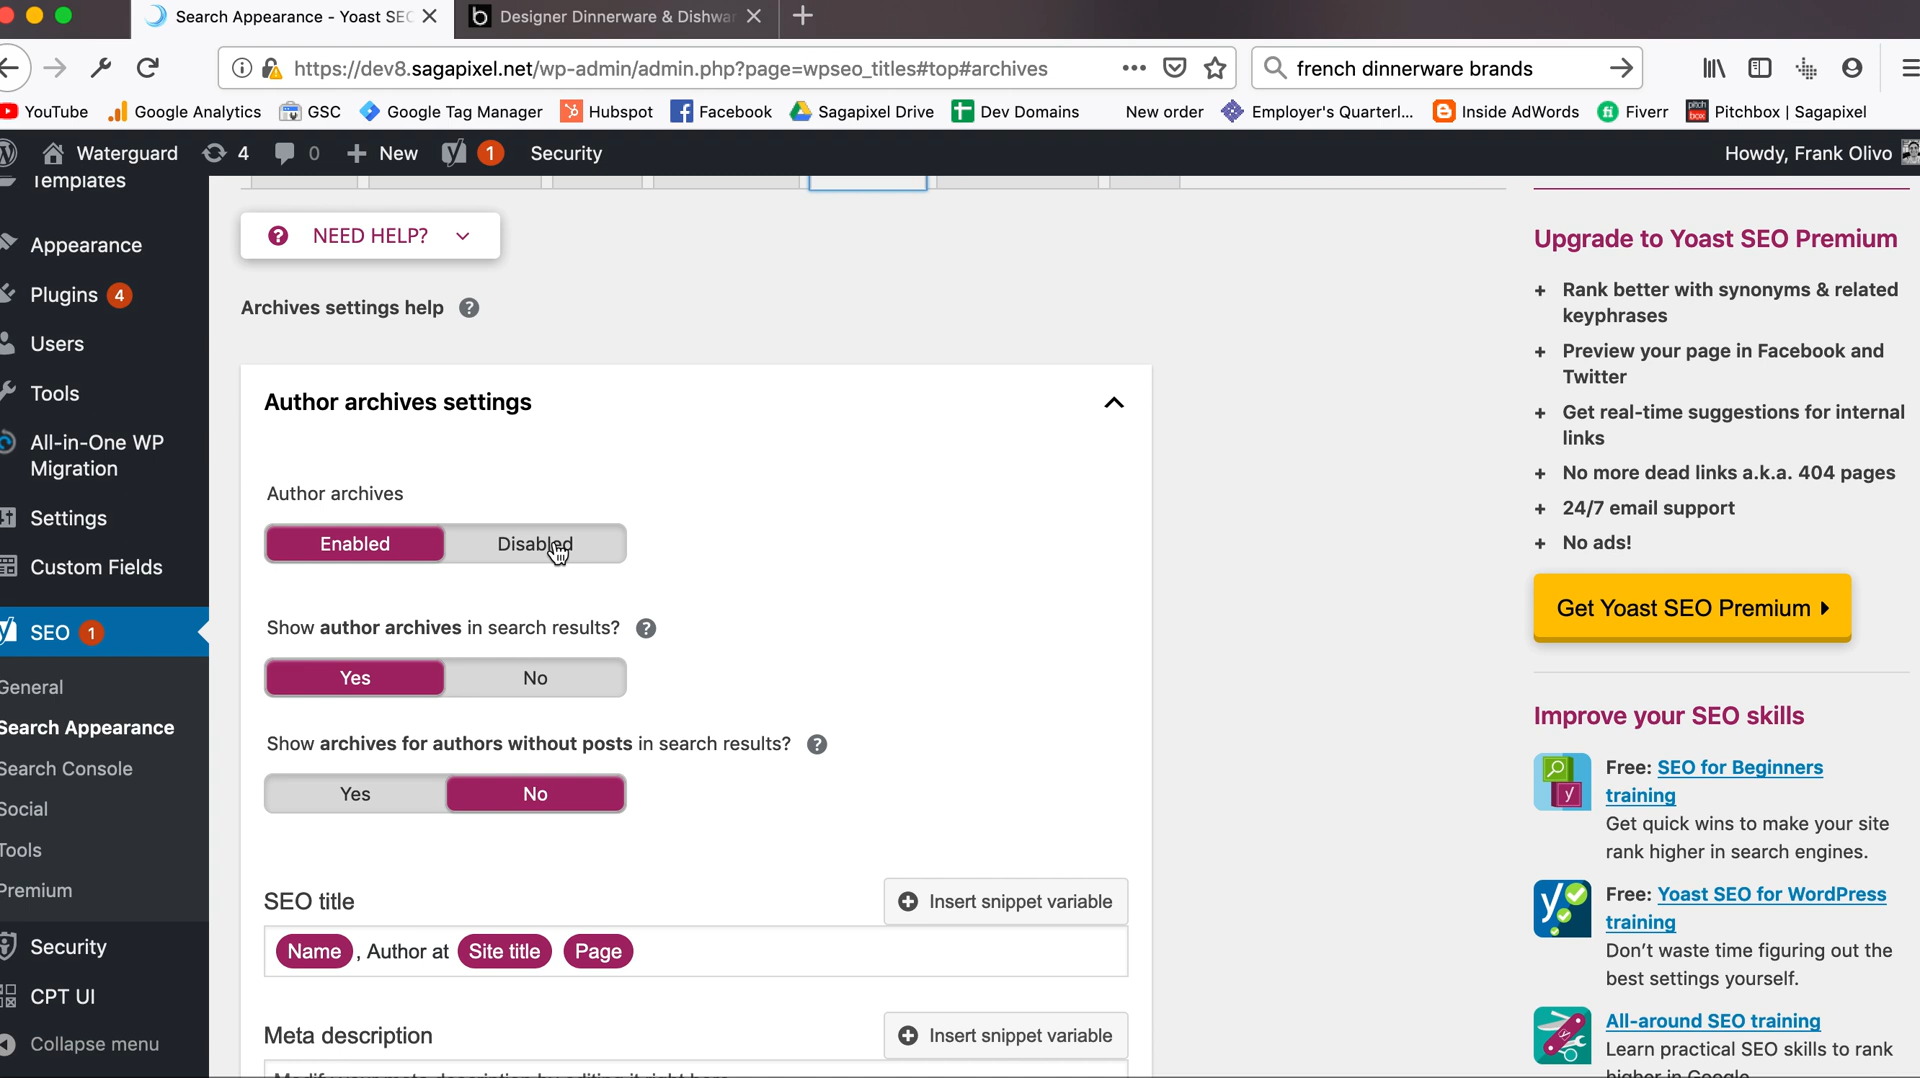 Search Appearance - Yoast SEO
Designer Dinnerware & Dishwar
https://dev8.sagapixel.net/wp-admin/admin.php?page=wpseo_titles#top#archives
french dinnerware brands
YouTube
Google Analytics
GSC
Google Tag Manager
Hubspot
Facebook
Sagapixel Drive
Dev Domains
New order
Employer's Quarterl...
Inside AdWords
Fiverr
pitch box
Pitchbox | Sagapixel
Waterguard
4
0
New
1
Security
Howdy, Frank Olivo
Templates
Appearance
Plugins 4
Users
Tools
All-in-One WP
Migration
Settings
Custom Fields
SEO 1
General
Search Appearance
Search Console
Social
Tools
Premium
Security
CPT UI
Collapse menu
NEED HELP?
Archives settings help
Author archives settings
Author archives
Enabled Disabled
Show author archives in search results?
Yes No
Show archives for authors without posts in search results?
Yes No
SEO title
Insert snippet variable
Name , Author at Site title Page
Meta description
Insert snippet variable
Upgrade to Yoast SEO Premium
+ Rank better with synonyms & related
keyphrases
+ Preview your page in Facebook and
Twitter
+ Get real-time suggestions for internal
links
+ No more dead links a.k.a. 404 pages
+ 24/7 email support
+ No ads!
Get Yoast SEO Premium
Improve your SEO skills
Free: SEO for Beginners
training
Get quick wins to make your site
rank higher in search engines.
Free: Yoast SEO for WordPress
training
Don't waste time figuring out the
best settings yourself.
All-around SEO training
Learn practical SEO skills to rank
higher in Google.